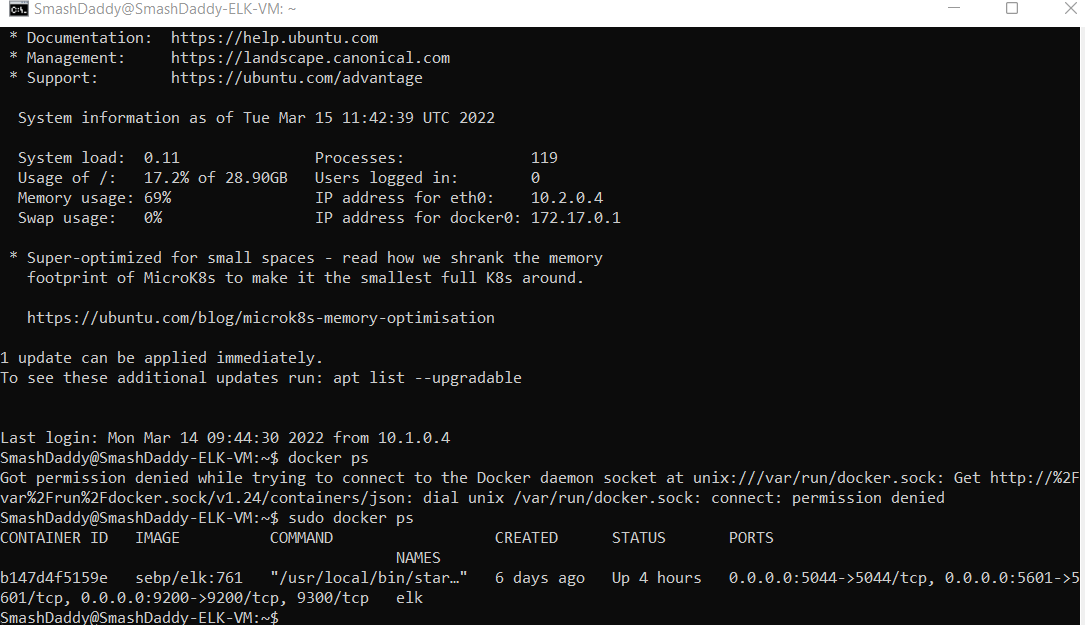 SmashDaddy@SmashDaddy-ELK-VM: ~
* Documentation:  https://help.ubuntu.com
* Management:     https://landscape.canonical.com
* Support:        https://ubuntu.com/advantage
System information as of Tue Mar 15 11:42:39 UTC 2022
System load:  0.11               Processes:              119
Usage of /:   17.2% of 28.90GB   Users logged in:        0
Memory usage: 69%                IP address for eth0:    10.2.0.4
Swap usage:   0%                 IP address for docker0: 172.17.0.1
* Super-optimized for small spaces - read how we shrank the memory
footprint of MicroK8s to make it the smallest full K8s around.
https://ubuntu.com/blog/microk8s-memory-optimisation
1 update can be applied immediately.
To see these additional updates run: apt list --upgradable
Last login: Mon Mar 14 09:44:30 2022 from 10.1.0.4
SmashDaddy@SmashDaddy-ELK-VM:~$ docker ps
Got permission denied while trying to connect to the Docker daemon socket at unix:///var/run/docker.sock: Get http://%2F
var%2Frun%2Fdocker.sock/v1.24/containers/json: dial unix /var/run/docker.sock: connect: permission denied
SmashDaddy@SmashDaddy-ELK-VM:~$ sudo docker ps
CONTAINER ID   IMAGE          COMMAND                  CREATED      STATUS       PORTS
NAMES
b147d4f5159e   sebp/elk:761   "/usr/local/bin/star…"   6 days ago   Up 4 hours   0.0.0.0:5044->5044/tcp, 0.0.0.0:5601->5
601/tcp, 0.0.0.0:9200->9200/tcp, 9300/tcp   elk
SmashDaddy@SmashDaddy-ELK-VM:~$